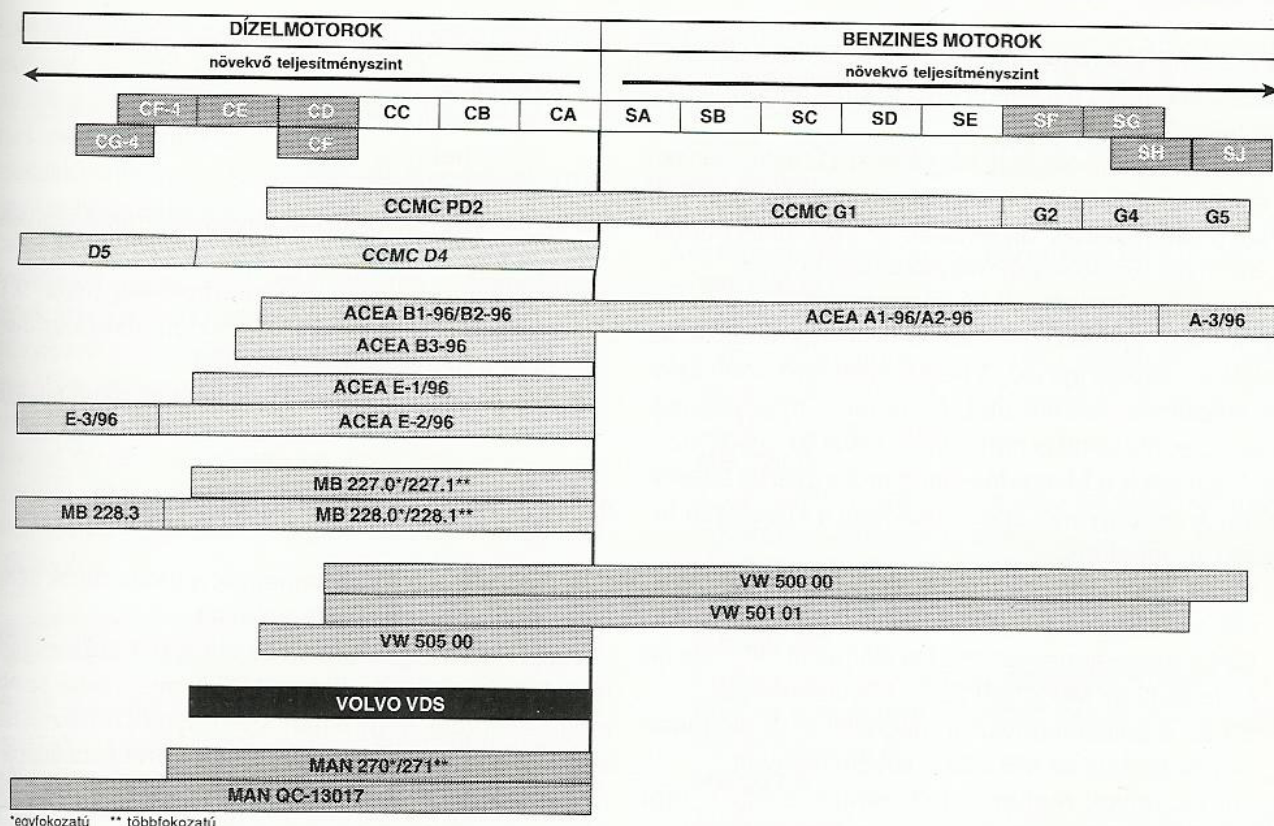 DÍZELMOTOROK BENZINES MOTOROK
növekvő teljesítményszint növekvő teljesítményszint
CF-4 CE CD CC CB CA SA SB SC SD SE SF SG
CG-4 CF SH SJ
CCMC PD2 CCMC G1 G2 G4 G5
D5 CCMC D4
ACEA B1-96/B2-96 ACEA A1-96/A2-96 A-3/96
ACEA B3-96
ACEA E-1/96
E-3/96 ACEA E-2/96
MB 227.0*/227.1**
MB 228.3 MB 228.0*/228.1**
VW 500 00
VW 501 01
VW 505 00
VOLVO VDS
MAN 270*/271**
MAN QC-13017
*egyfokozatú ** többfokozatú